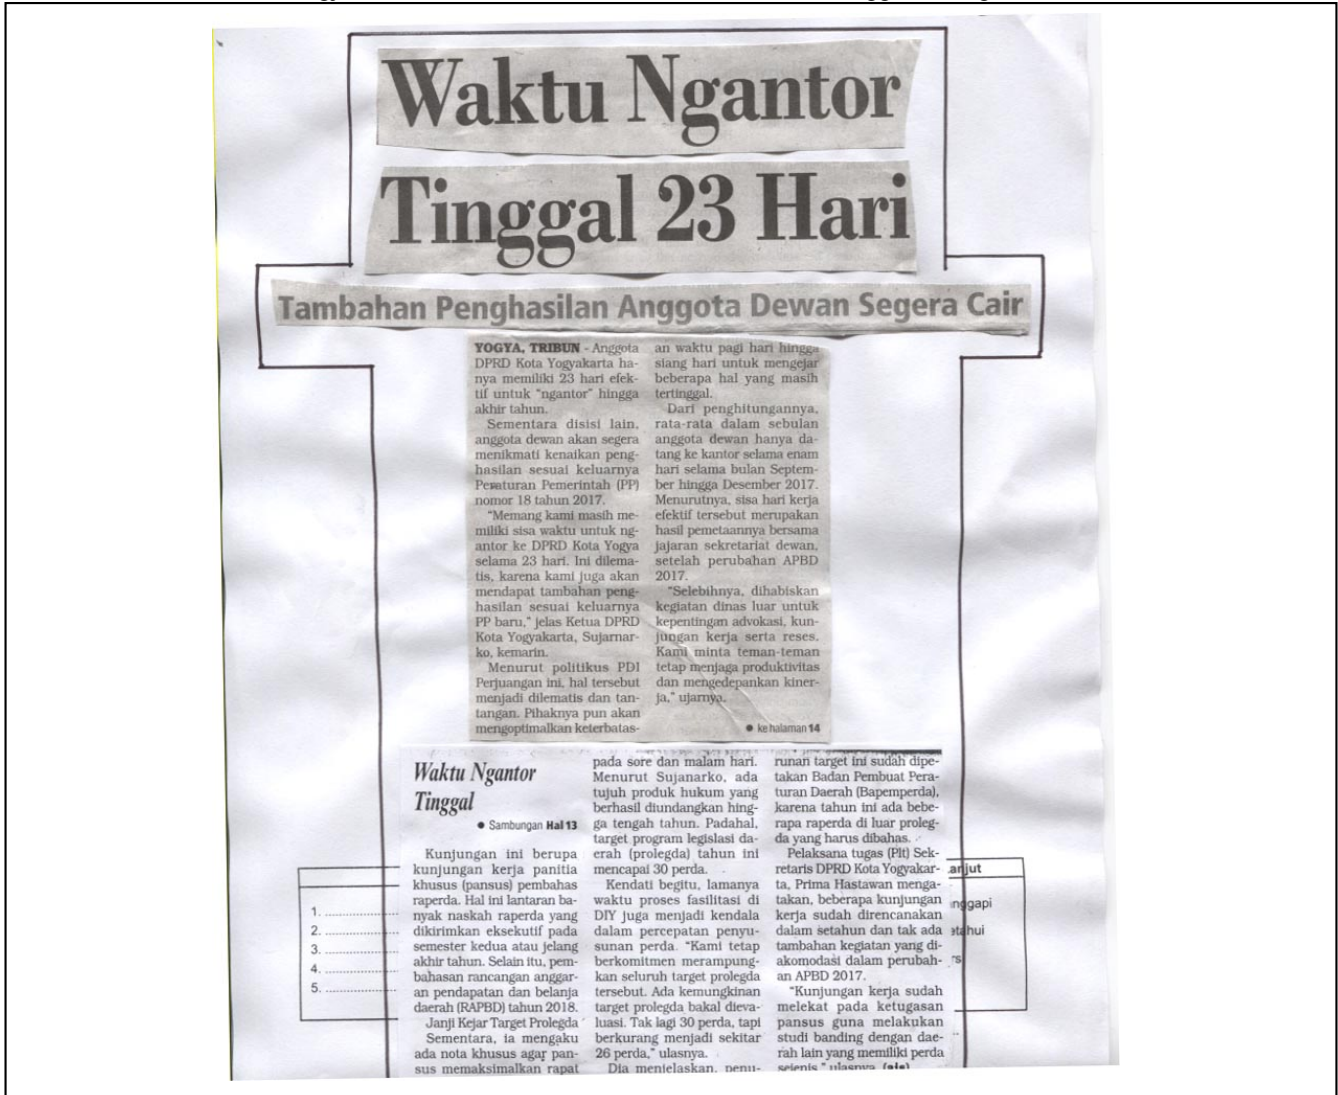 Waktu Ngantor
Tinggal 23 Hari
Tambahan Penghasilan Anggota Dewan Segera Cair
YOGYA, TRIBUN - Anggota
DPRD Kota Yogyakarta ha-
nya memiliki 23 hari efek-
tif untuk "ngantor" hingga
akhir tahun.
Sementara disisi lain,
anggota dewan akan segera
menikmati kenaikan peng-
hasilan sesuai keluarnya
Peraturan Pemerintah (PP)
nomor 18 tahun 2017.
"Memang kami masih me-
miliki sisa waktu untuk ng-
antor ke DPRD Kota Yogya
selama 23 hari. Ini dilema-
tis, karena kami juga akan
mendapat tambahan peng-
hasilan sesuai keluarnya
PP baru," jelas Ketua DPRD
Kota Yogyakarta, Sujarnar-
ko, kemarin.
Menurut politikus PDI
Perjuangan ini, hal tersebut
menjadi dilematis dan tan-
tangan. Pihaknya pun akan
mengoptimalkan keterbatas-
an waktu pagi hari hingga
siang hari untuk mengejar
beberapa hal yang masih
tertinggal.
Dari penghitungannya,
rata-rata dalam sebulan
anggota dewan hanya da-
tang ke kantor selama enam
hari selama bulan Septem-
ber hingga Desember 2017.
Menurutnya, sisa hari kerja
efektif tersebut merupakan
hasil pemetaannya bersama
jajaran sekretariat dewan,
setelah perubahan APBD
2017.
"Selebihnya, dihabiskan
kegiatan dinas luar untuk
kepentingan advokasi, kun-
jungan kerja serta reses.
Kami minta teman-teman
tetap menjaga produktivitas
dan mengedepankan kiner-
ja," ujarnya.
● ke halaman 14
Waktu Ngantor
Tinggal
● Sambungan Hal 13
Kunjungan ini berupa
kunjungan kerja panitia
khusus (pansus) pembahas
raperda. Hal ini lantaran ba-
nyak naskah raperda yang
dikirimkan eksekutif pada
semester kedua atau jelang
akhir tahun. Selain itu, pem-
bahasan rancangan anggar-
an pendapatan dan belanja
daerah (RAPBD) tahun 2018.
Janji Kejar Target Prolegda
Sementara, ia mengaku
ada nota khusus agar pan-
sus memaksimalkan rapat
pada sore dan malam hari.
Menurut Sujanarko, ada
tujuh produk hukum yang
berhasil diundangkan hing-
ga tengah tahun. Padahal,
target program legislasi da-
erah (prolegda) tahun ini
mencapai 30 perda.
Kendati begitu, lamanya
waktu proses fasilitasi di
DIY juga menjadi kendala
dalam percepatan penyu-
sunan perda. "Kami tetap
berkomitmen merampung-
kan seluruh target prolegda
tersebut. Ada kemungkinan
target prolegda bakal dieva-
luasi. Tak lagi 30 perda, tapi
berkurang menjadi sekitar
26 perda," ulasnya.
Dia menjelaskan, penu-
runan target ini sudah dipe-
takan Badan Pembuat Pera-
turan Daerah (Bapemperda),
karena tahun ini ada bebe-
rapa raperda di luar proleg-
da yang harus dibahas.
Pelaksana tugas (Plt) Sek-
retaris DPRD Kota Yogyakar-
ta, Prima Hastawan menga-
takan, beberapa kunjungan
kerja sudah direncanakan
dalam setahun dan tak ada
tambahan kegiatan yang di-
akomodasi dalam perubah-
an APBD 2017.
"Kunjungan kerja sudah
melekat pada ketugasan
pansus guna melakukan
studi banding dengan dae-
rah lain yang memiliki perda
sejenis," ulasnya.
1. ....................
2. ....................
3. ....................
4. ....................
5. ....................
anjut
nggapi
etahui
rs